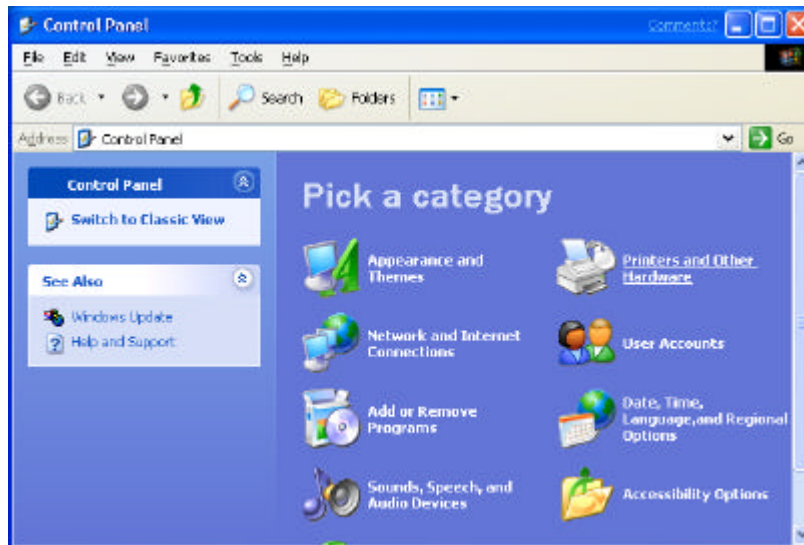 Control Panel
Comments?
File Edit View Favorites Tools Help
Back Search Folders
Address Control Panel Go
Control Panel
Switch to Classic View
See Also
Windows Update
Help and Support
Pick a category
Appearance and
Themes
Printers and Other
Hardware
Network and Internet
Connections
User Accounts
Add or Remove
Programs
Date, Time,
Language,and Regional
Options
Sounds, Speech, and
Audio Devices
Accessibility Options